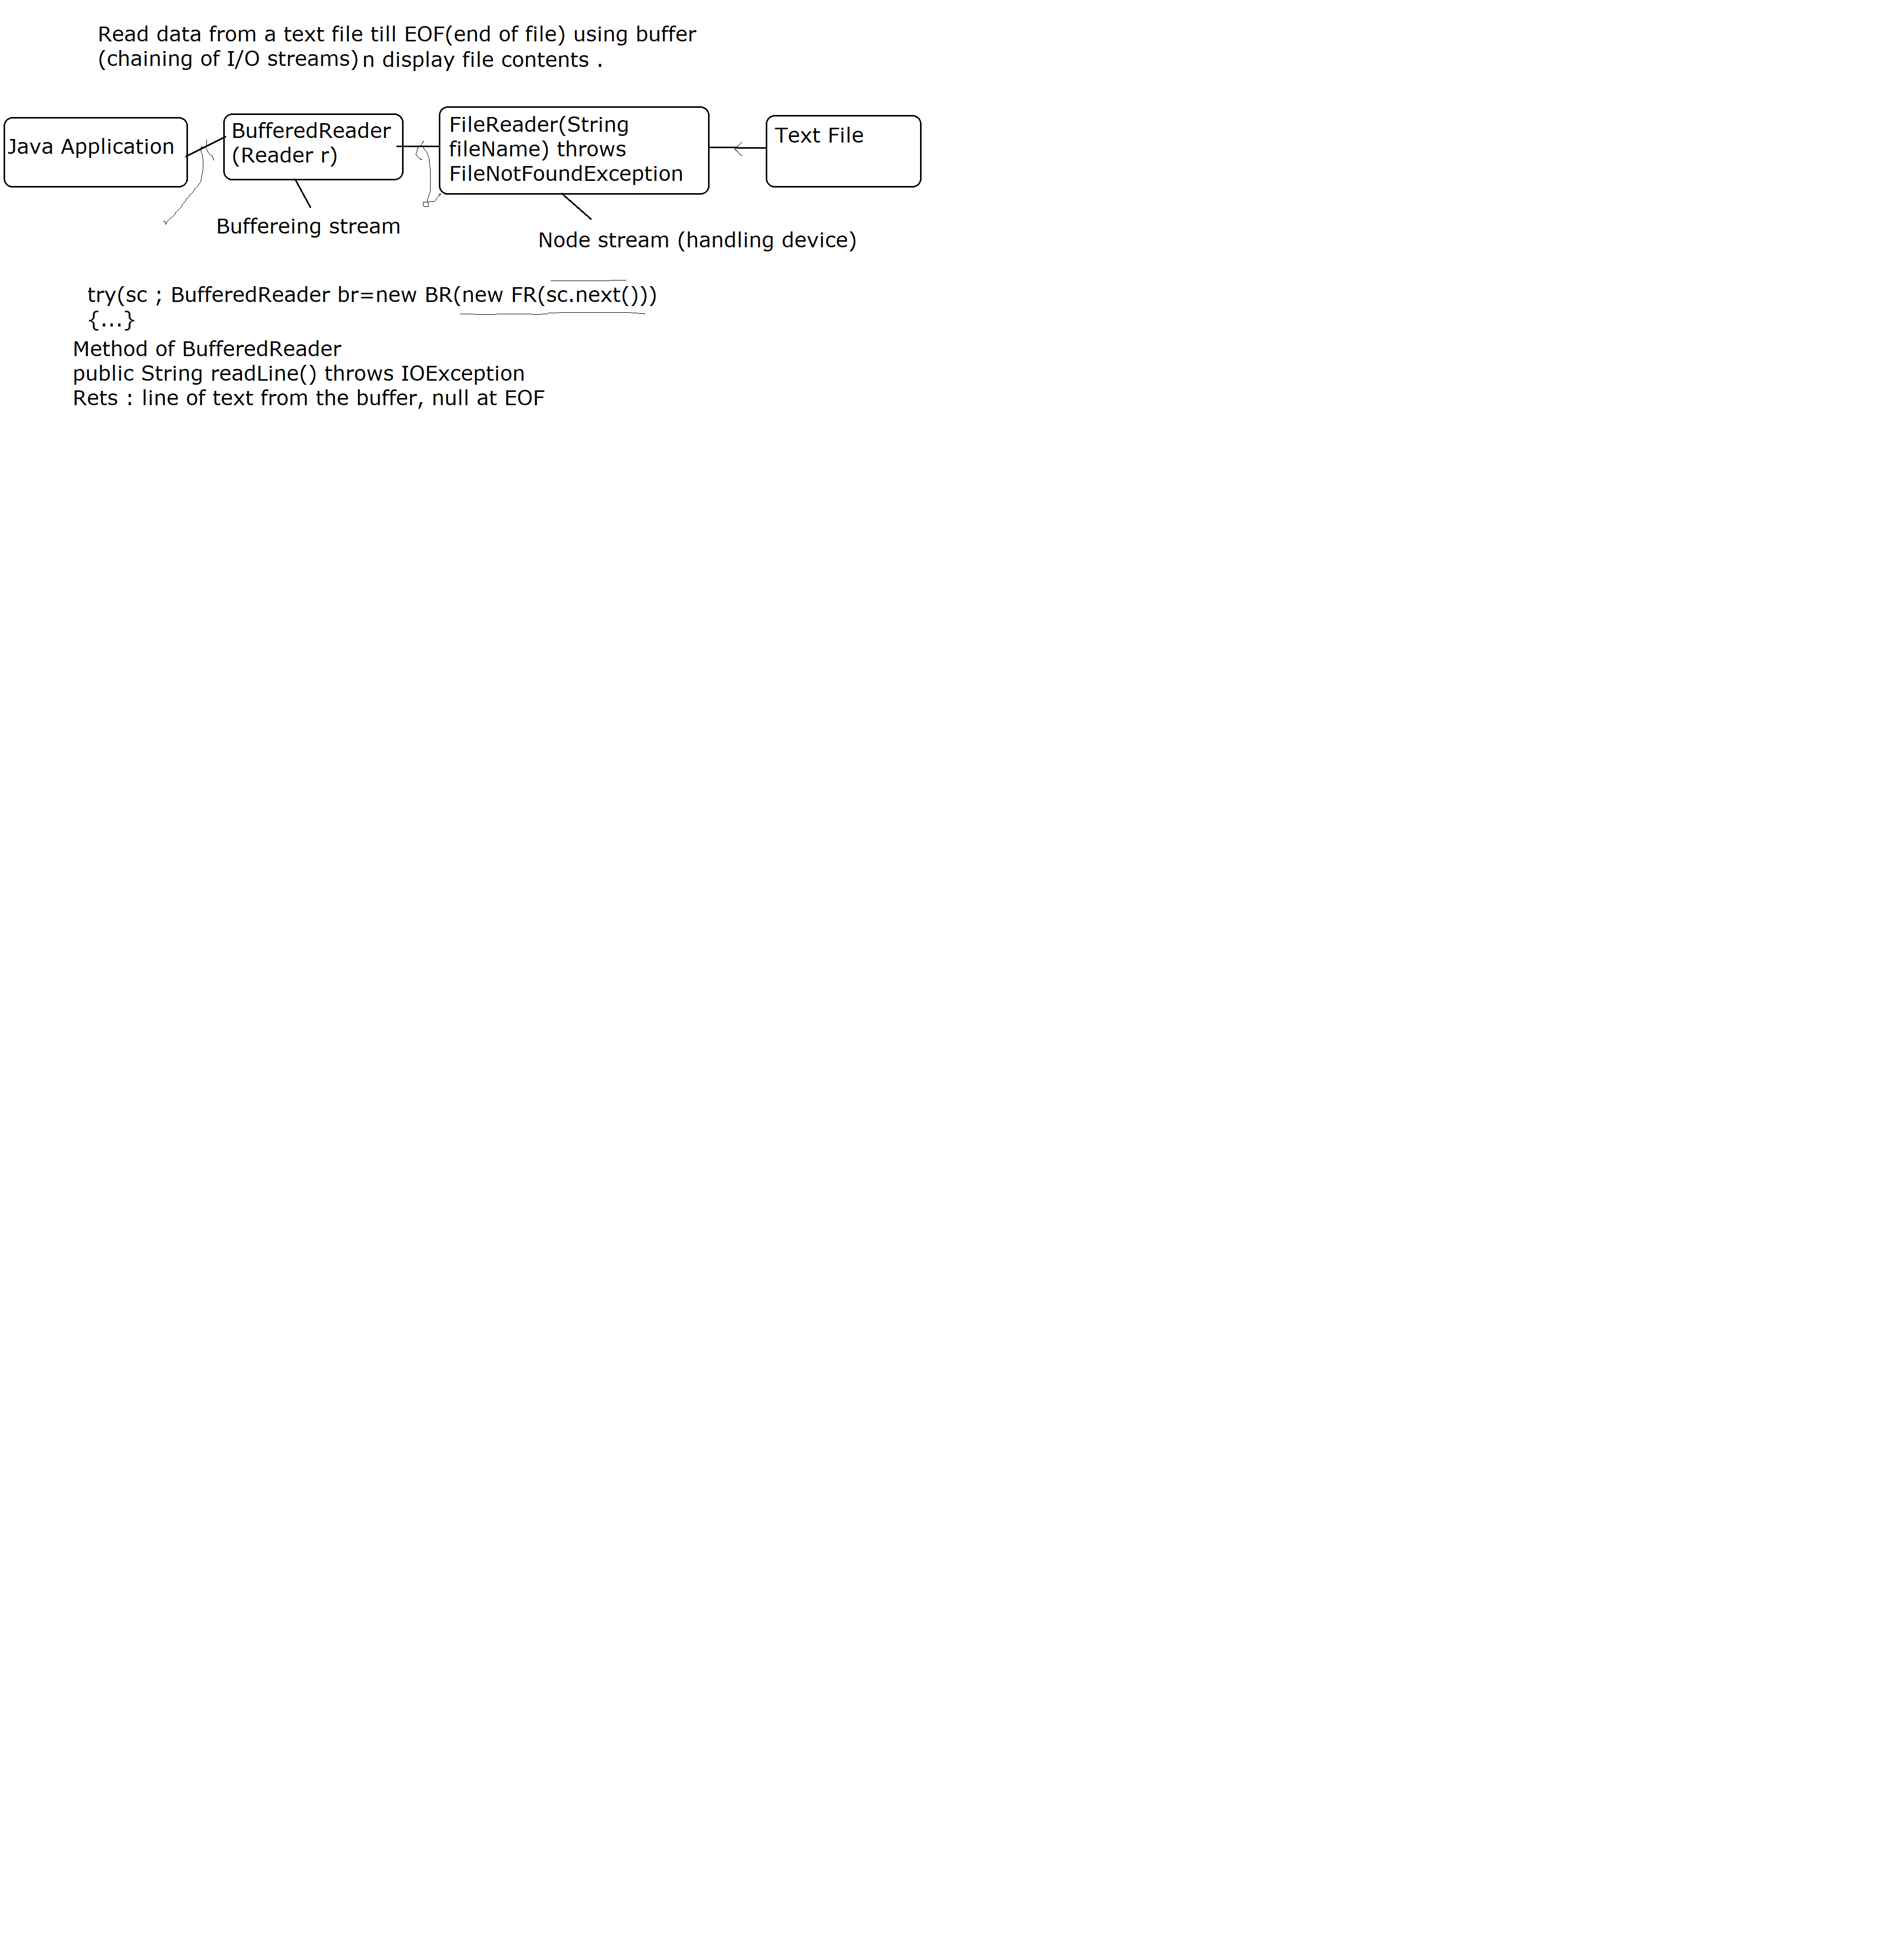 Read data from a text file till EOF(end of file) using buffer
(chaining of I/O streams) n display file contents .
Java Application
BufferedReader
(Reader r)
FileReader(String
fileName) throws
FileNotFoundException
Text File
Buffereing stream
Node stream (handling device)
try(sc ; BufferedReader br=new BR(new FR(sc.next()))
{...}
Method of BufferedReader
public String readLine() throws IOException
Rets : line of text from the buffer, null at EOF